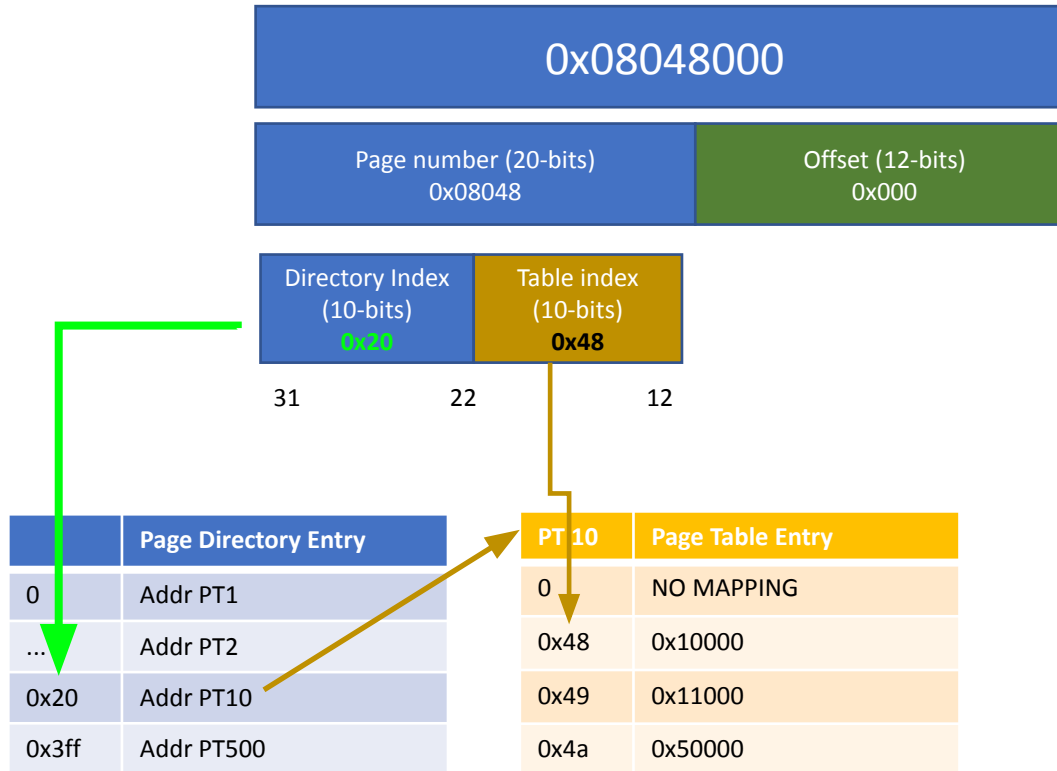 0x08048000
Page number (20-bits)
0x08048
Offset (12-bits)
0x000
Directory Index
(10-bits)
0x20
Table index
(10-bits)
0x48
31 22 12
Page Directory Entry
0 Addr PT1
... Addr PT2
0x20 Addr PT10
0x3ff Addr PT500
PT 10 Page Table Entry
0 NO MAPPING
0x48 0x10000
0x49 0x11000
0x4a 0x50000